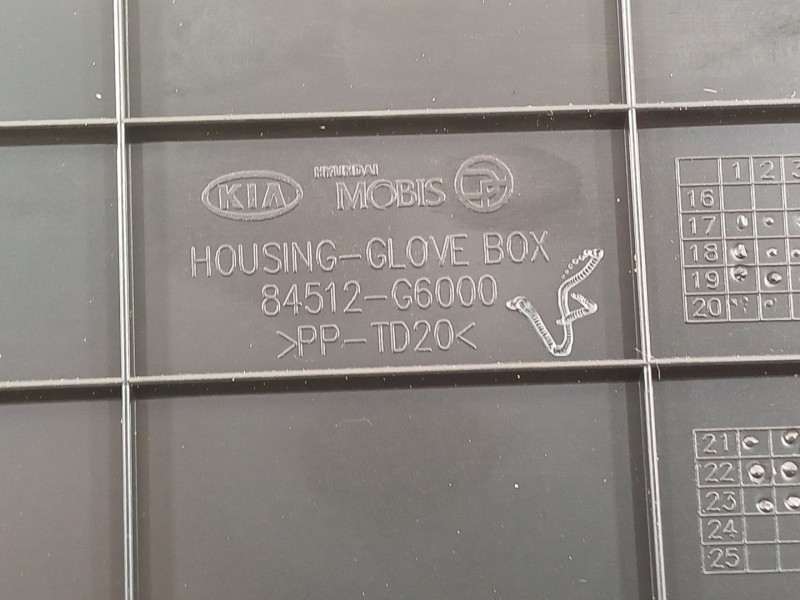 KIA HYUNDAI MOBIS
HOUSING-GLOVE BOX
84512-G6000
>PP-TD20<
1 2 3
16
17
18
19
20
21
22
23
24
25